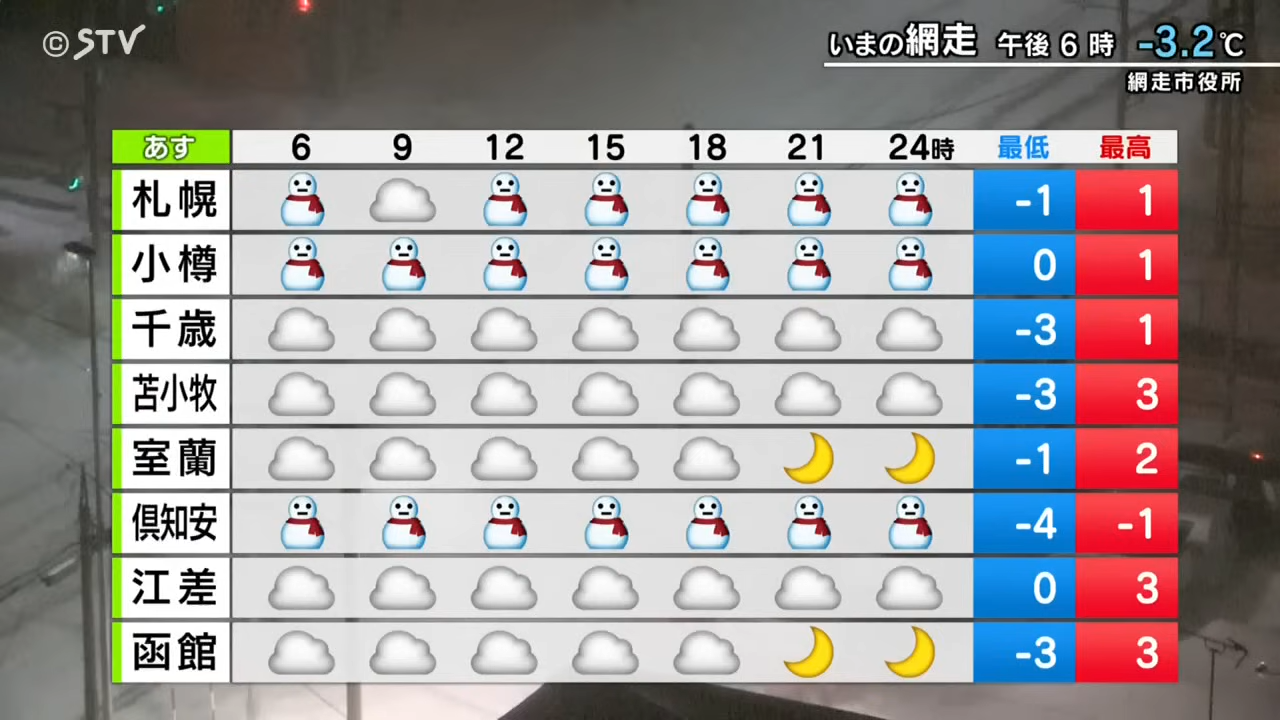 © STV
いまの網走 午後6時 -3.2℃
網走市役所
あす 6 9 12 15 18 21 24時 最低 最高
札幌 -1 1
小樽 0 1
千歳 -3 1
苫小牧 -3 3
室蘭 -1 2
倶知安 -4 -1
江差 0 3
函館 -3 3